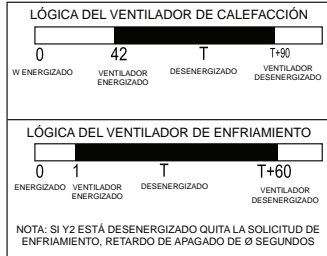 LÓGICA DEL VENTILADOR DE CALEFACCIÓN
0 42 T T+90
W ENERGIZADO VENTILADOR ENERGIZADO DESENERGIZADO VENTILADOR DESENERGIZADO
LÓGICA DEL VENTILADOR DE ENFRIAMIENTO
0 1 T T+60
ENERGIZADO VENTILADOR ENERGIZADO DESENERGIZADO VENTILADOR DESENERGIZADO
NOTA: SI Y2 ESTÁ DESENERGIZADO QUITA LA SOLICITUD DE
ENFRIAMIENTO, RETARDO DE APAGADO DE Ø SEGUNDOS